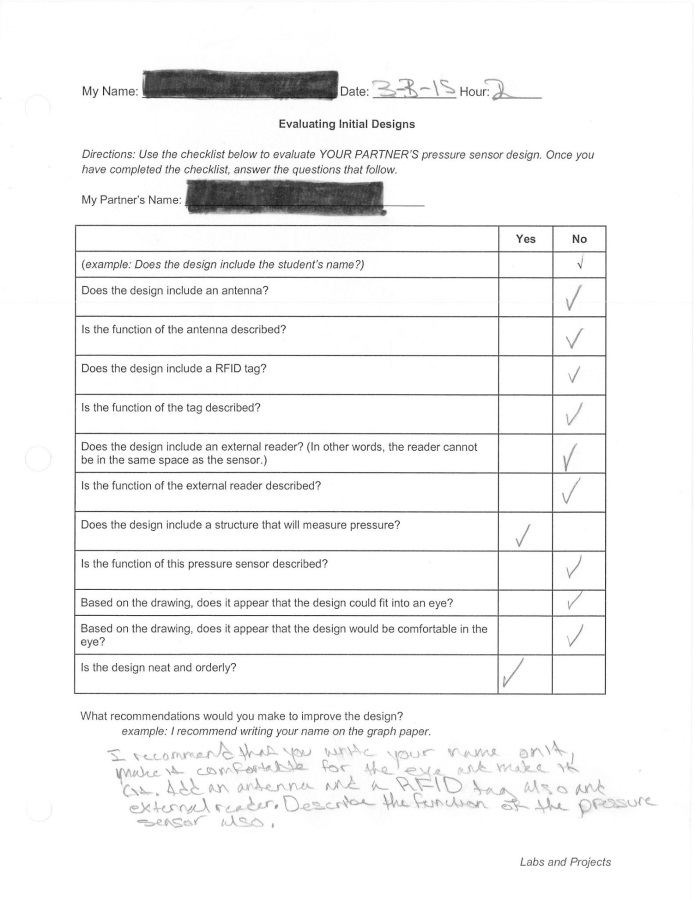 My Name: Date: 3-3-15 Hour: 2
Evaluating Initial Designs
Directions: Use the checklist below to evaluate YOUR PARTNER'S pressure sensor design. Once you
have completed the checklist, answer the questions that follow.
My Partner's Name:
Yes No
(example: Does the design include the student's name?) √
Does the design include an antenna? ✓
Is the function of the antenna described? ✓
Does the design include a RFID tag? ✓
Is the function of the tag described? ✓
Does the design include an external reader? (In other words, the reader cannot
be in the same space as the sensor.) ✓
Is the function of the external reader described? ✓
Does the design include a structure that will measure pressure? ✓
Is the function of this pressure sensor described? ✓
Based on the drawing, does it appear that the design could fit into an eye? ✓
Based on the drawing, does it appear that the design would be comfortable in the
eye? ✓
Is the design neat and orderly? ✓
What recommendations would you make to improve the design?
example: I recommend writing your name on the graph paper.
I recommend that you write your name on it,
make it comfortable for the eye and make it
Add an antenna and a RFID tag also and
external reader. Describe the function of the pressure
sensor also.
Labs and Projects